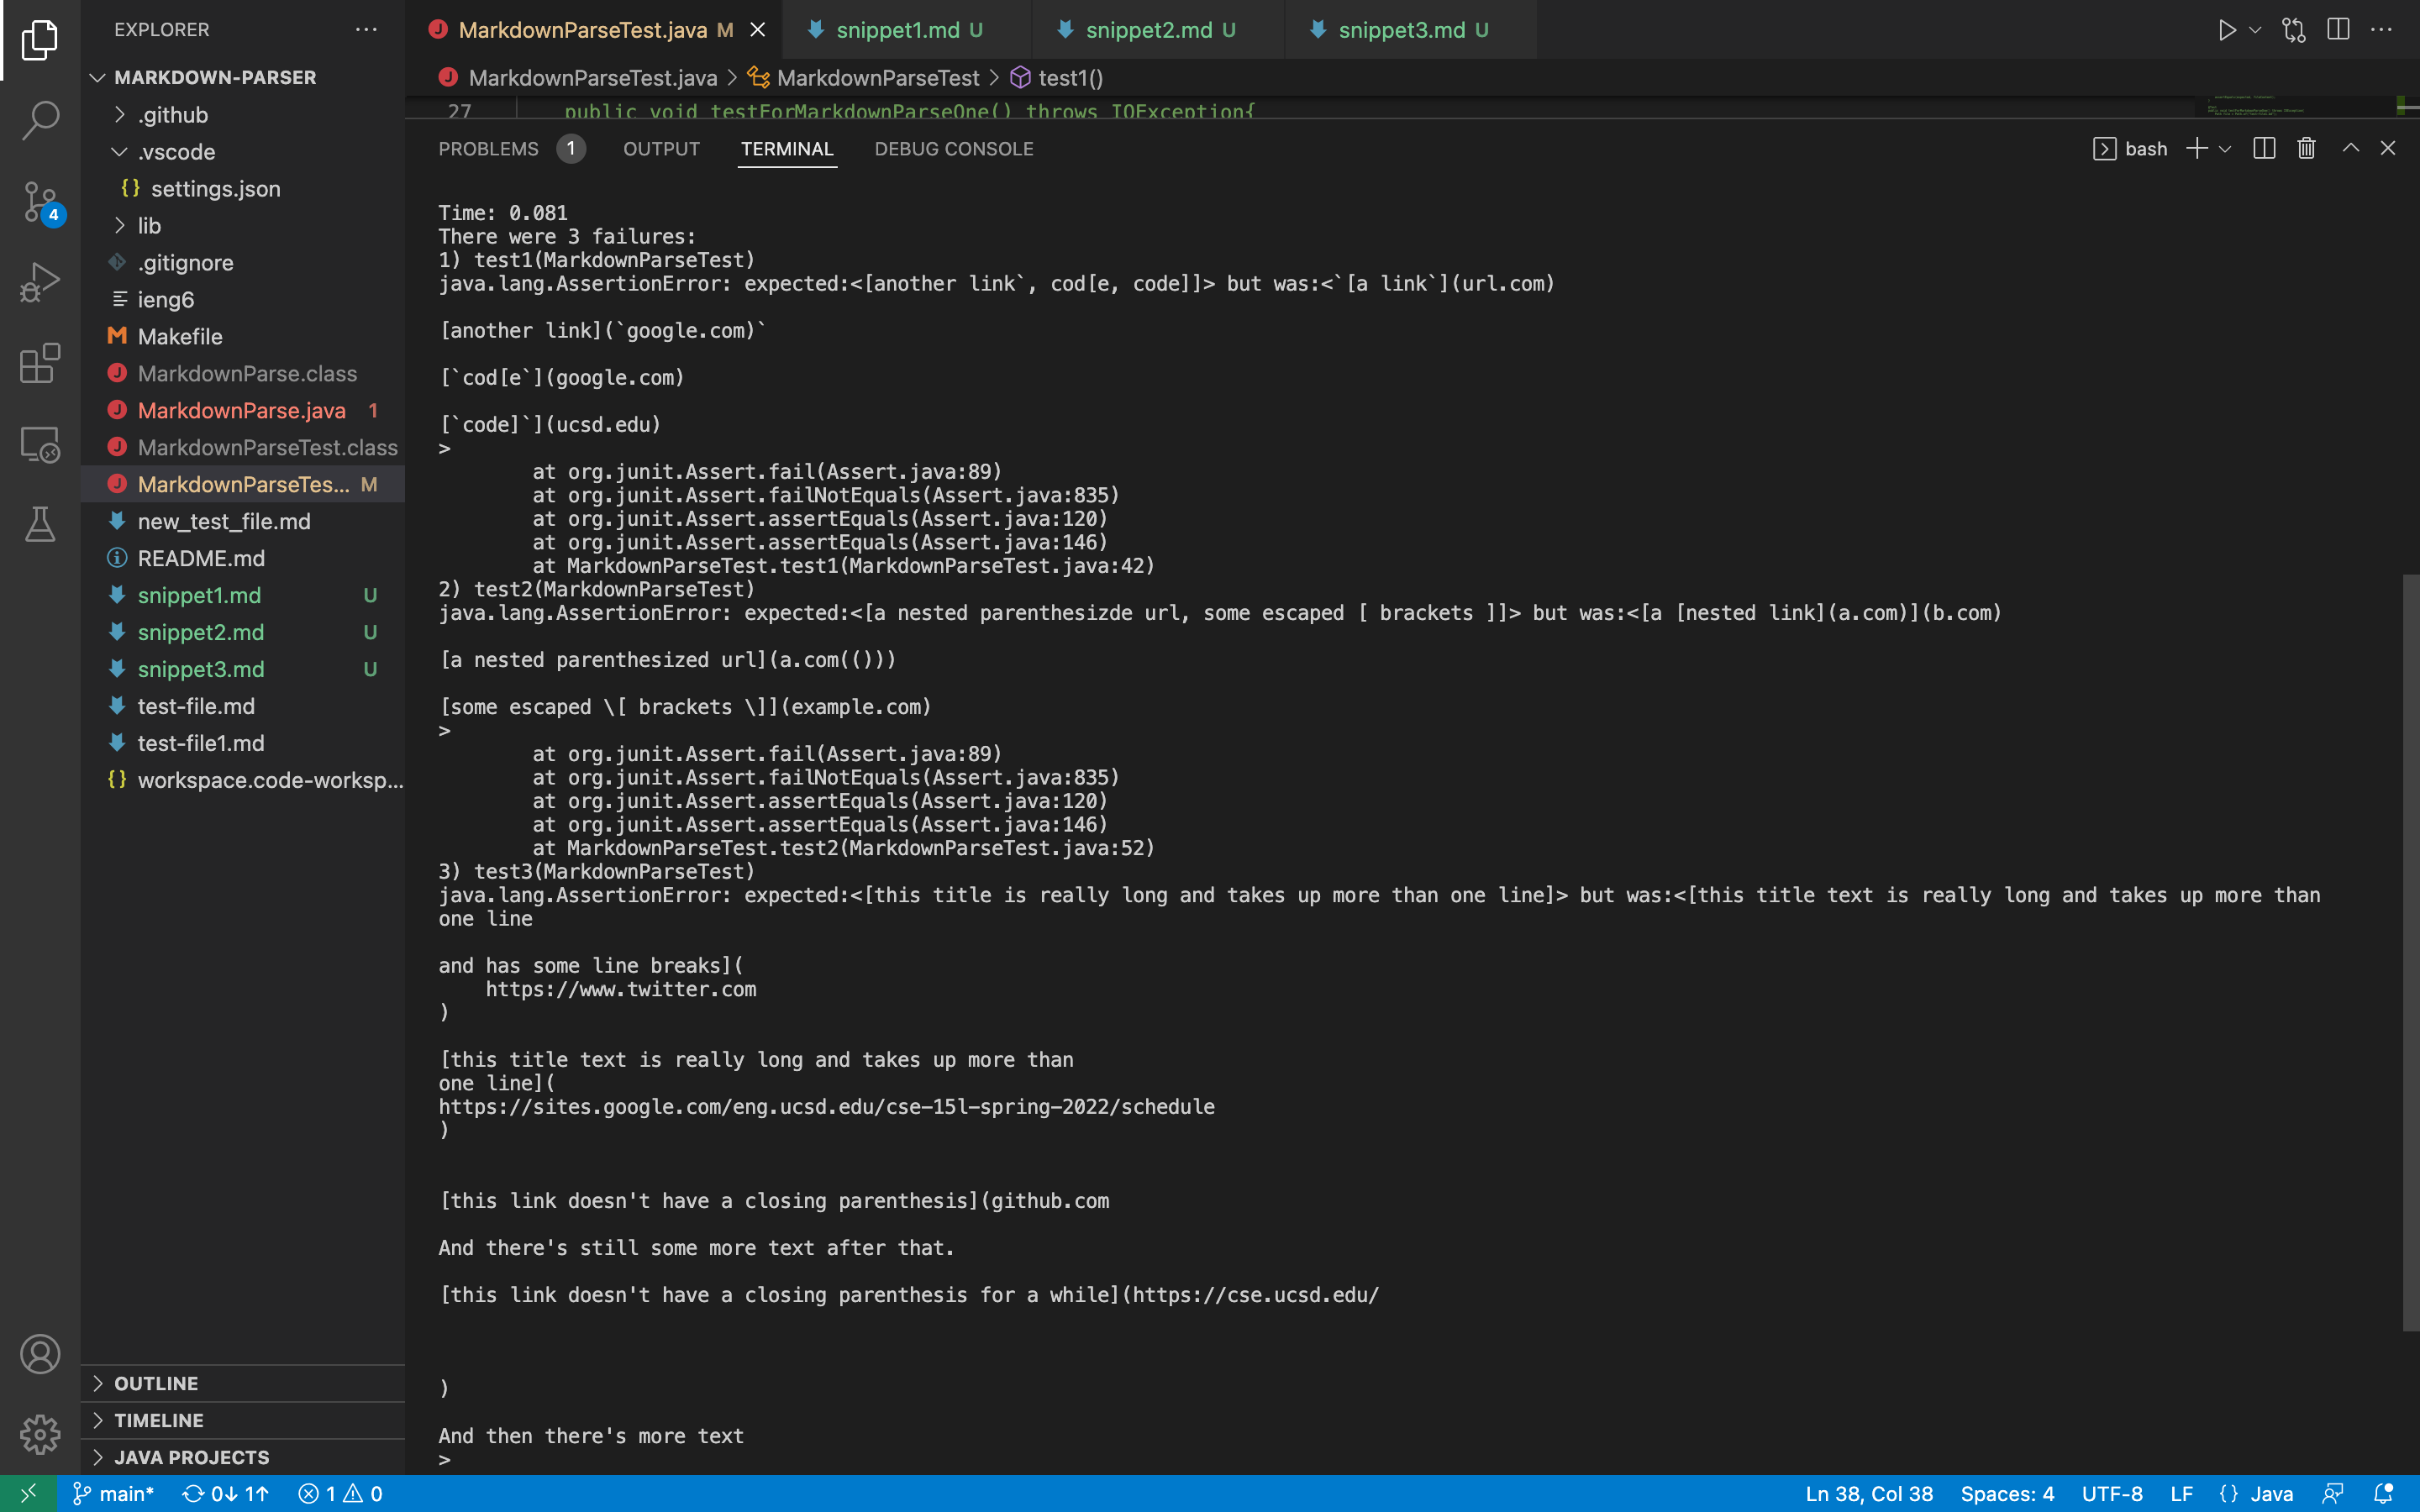 EXPLORER
MARKDOWN-PARSER
.github
.vscode
{} settings.json
lib
.gitignore
ieng6
M Makefile
J MarkdownParse.class
J MarkdownParse.java 1
J MarkdownParseTest.class
J MarkdownParseTes... M
new_test_file.md
README.md
snippet1.md U
snippet2.md U
snippet3.md U
test-file.md
test-file1.md
{} workspace.code-worksp...
OUTLINE
TIMELINE
JAVA PROJECTS
4
J MarkdownParseTest.java M
snippet1.md U
snippet2.md U
snippet3.md U
J MarkdownParseTest.java > MarkdownParseTest > test1()
27 public void testForMarkdownParseOne() throws IOException{
PROBLEMS 1 OUTPUT TERMINAL DEBUG CONSOLE
bash
Time: 0.081
There were 3 failures:
1) test1(MarkdownParseTest)
java.lang.AssertionError: expected:<[another link`, cod[e, code]]> but was:<`[a link`](url.com)
[another link](`google.com)`
[`cod[e`](google.com)
[`code]`](ucsd.edu)
>
at org.junit.Assert.fail(Assert.java:89)
at org.junit.Assert.failNotEquals(Assert.java:835)
at org.junit.Assert.assertEquals(Assert.java:120)
at org.junit.Assert.assertEquals(Assert.java:146)
at MarkdownParseTest.test1(MarkdownParseTest.java:42)
2) test2(MarkdownParseTest)
java.lang.AssertionError: expected:<[a nested parenthesizde url, some escaped [ brackets ]]> but was:<[a [nested link](a.com)](b.com)
[a nested parenthesized url](a.com(()))
[some escaped \[ brackets \]](example.com)
>
at org.junit.Assert.fail(Assert.java:89)
at org.junit.Assert.failNotEquals(Assert.java:835)
at org.junit.Assert.assertEquals(Assert.java:120)
at org.junit.Assert.assertEquals(Assert.java:146)
at MarkdownParseTest.test2(MarkdownParseTest.java:52)
3) test3(MarkdownParseTest)
java.lang.AssertionError: expected:<[this title is really long and takes up more than one line]> but was:<[this title text is really long and takes up more than
one line
and has some line breaks](
https://www.twitter.com
)
[this title text is really long and takes up more than
one line](
https://sites.google.com/eng.ucsd.edu/cse-15l-spring-2022/schedule
)
[this link doesn't have a closing parenthesis](github.com
And there's still some more text after that.
[this link doesn't have a closing parenthesis for a while](https://cse.ucsd.edu/
)
And then there's more text
>
main* 0↓ 1↑ 1 0
Ln 38, Col 38 Spaces: 4 UTF-8 LF {} Java